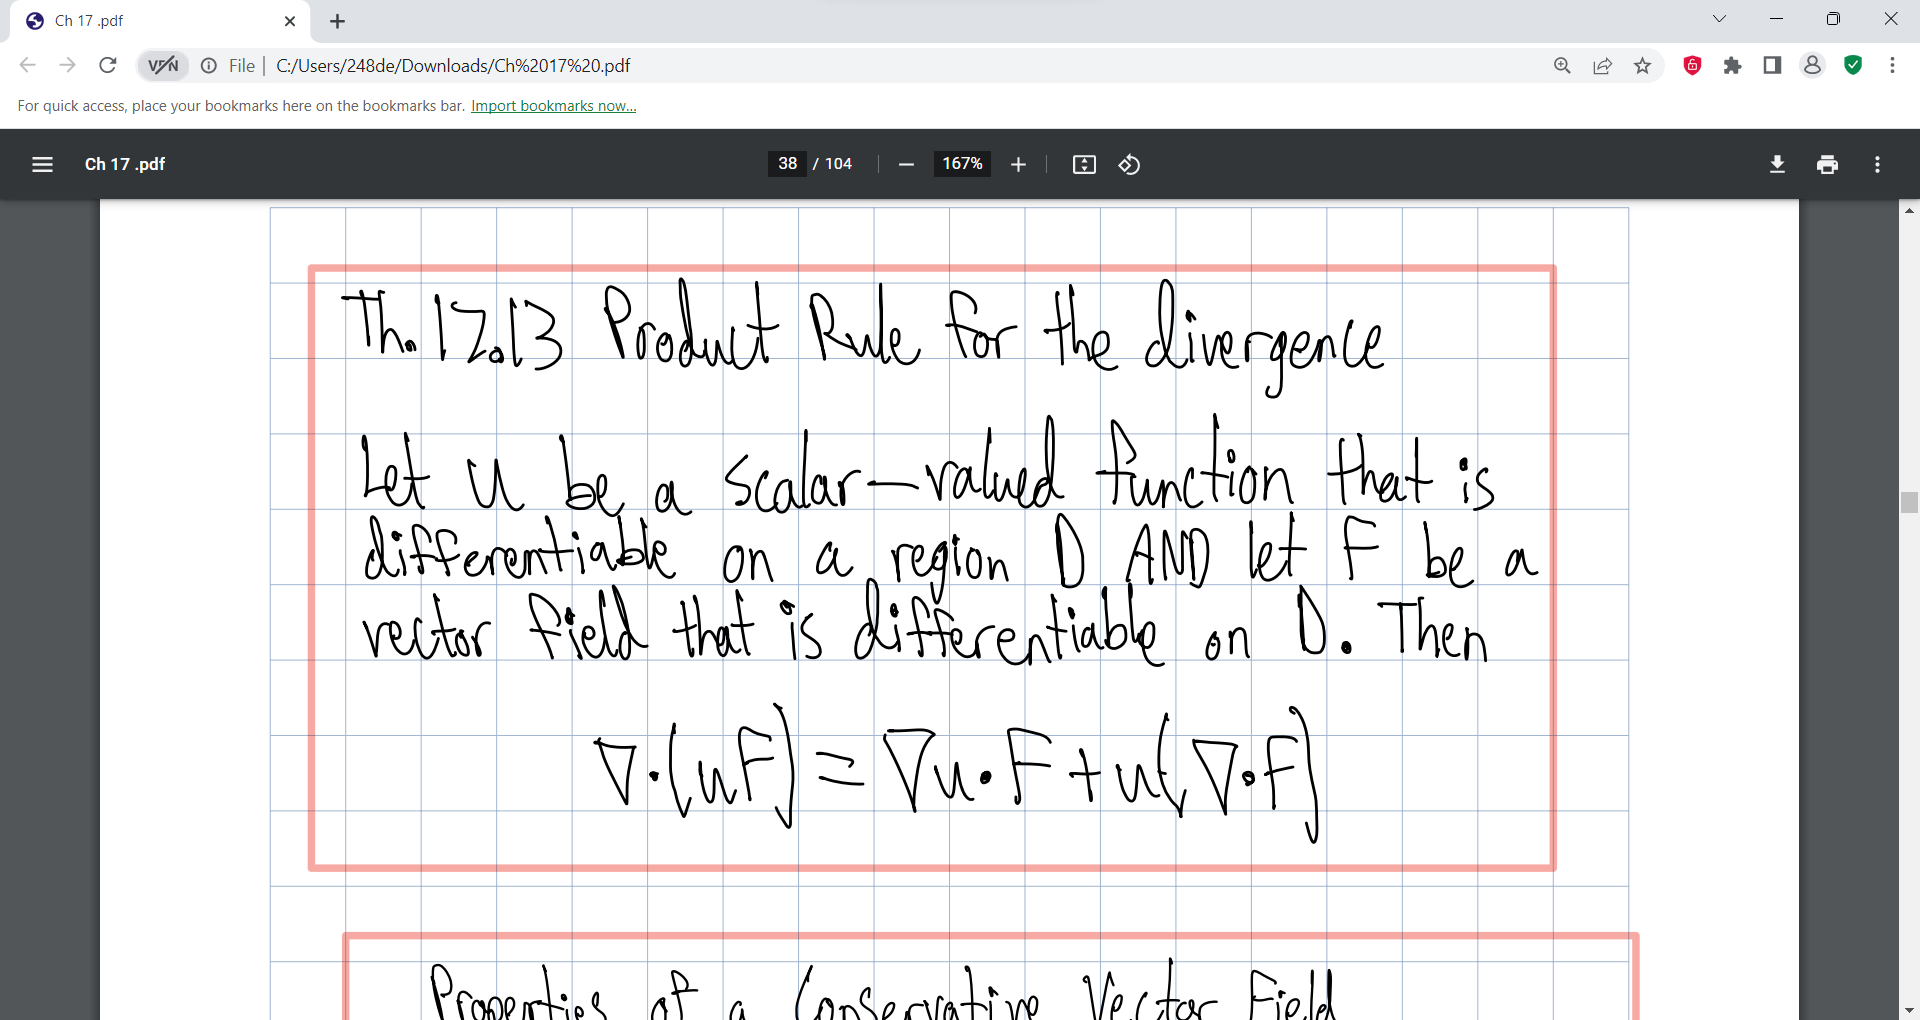 Ch 17 .pdf
VPN File C:/Users/248de/Downloads/Ch%2017%20.pdf
For quick access, place your bookmarks here on the bookmarks bar. Import bookmarks now...
Ch 17 .pdf 38 / 104 167%
Th. 17.13 Product Rule for the divergence
Let u be a scalar-valued function that is
differentiable on a region D AND let F be a
vector field that is differentiable on D. Then
∇·(uF) = ∇u·F + u(∇·F)
Properties of a Conservative Vector Field